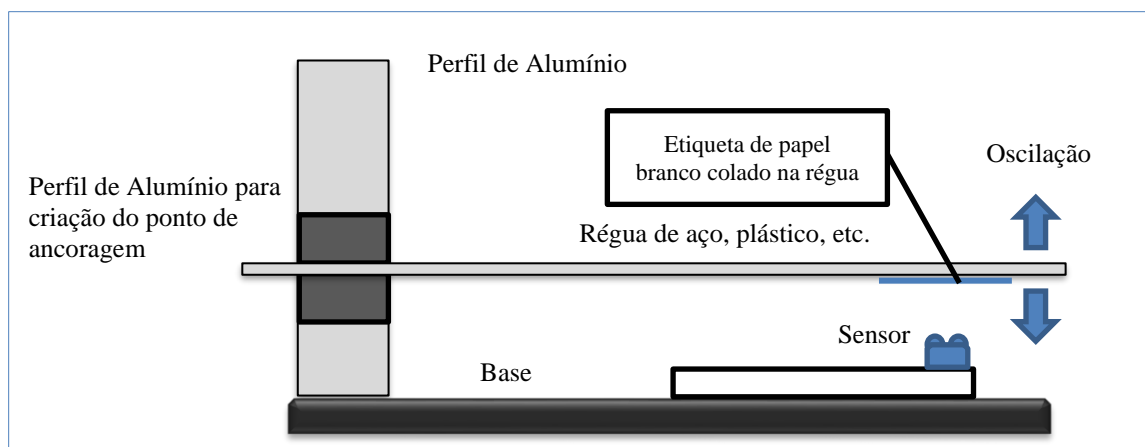 Perfil de Alumínio
Etiqueta de papel
branco colado na régua
Oscilação
Perfil de Alumínio para
criação do ponto de
ancoragem
Régua de aço, plástico, etc.
Sensor
Base